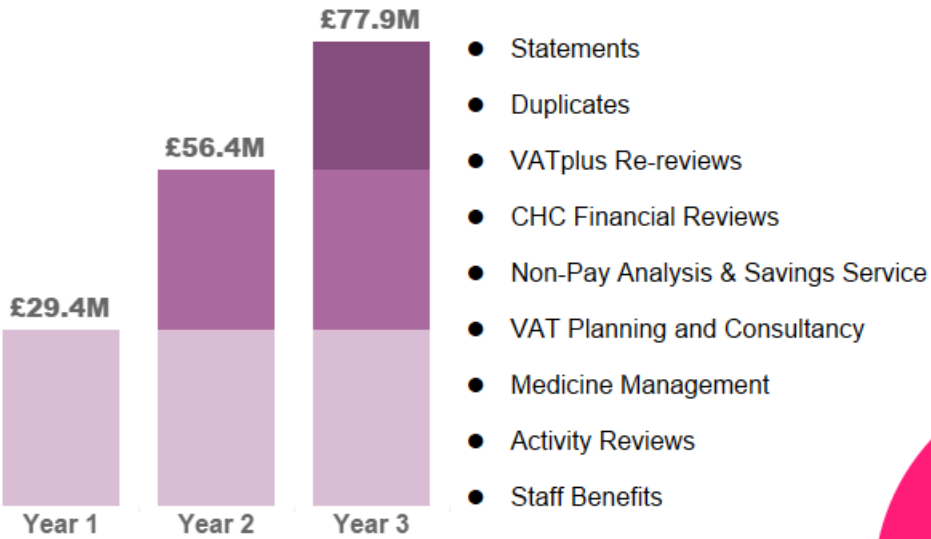 £77.9M
£56.4M
£29.4M
Year 1
Year 2
Year 3
● Statements
● Duplicates
● VATplus Re-reviews
● CHC Financial Reviews
● Non-Pay Analysis & Savings Service
● VAT Planning and Consultancy
● Medicine Management
● Activity Reviews
● Staff Benefits